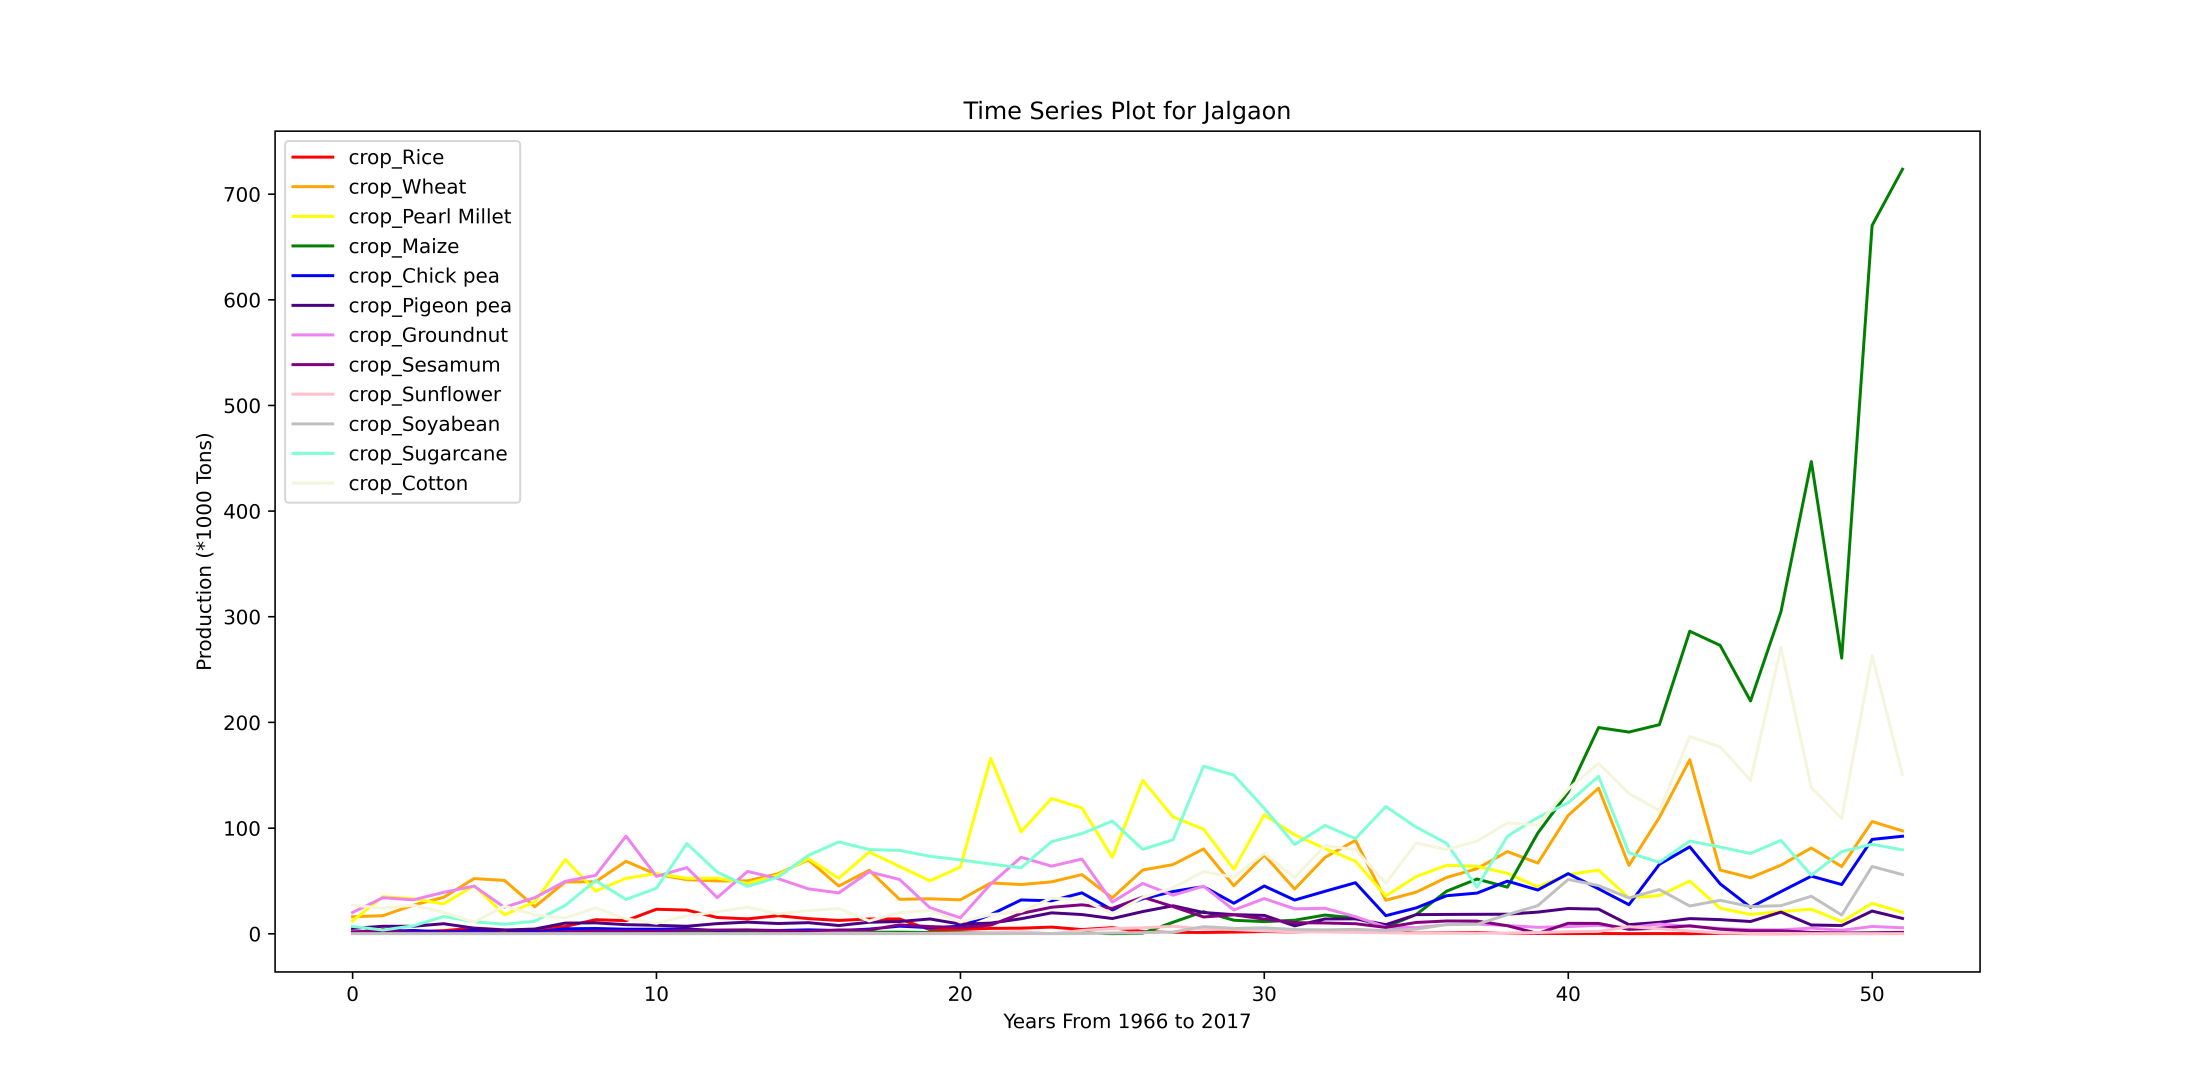 Time Series Plot for Jalgaon
crop_Rice
crop_Wheat
crop_Pearl Millet
crop_Maize
crop_Chick pea
crop_Pigeon pea
crop_Groundnut
crop_Sesamum
crop_Sunflower
crop_Soyabean
crop_Sugarcane
crop_Cotton
700
600
500
400
300
200
100
0
Production (*1000 Tons)
0 10 20 30 40 50
Years From 1966 to 2017